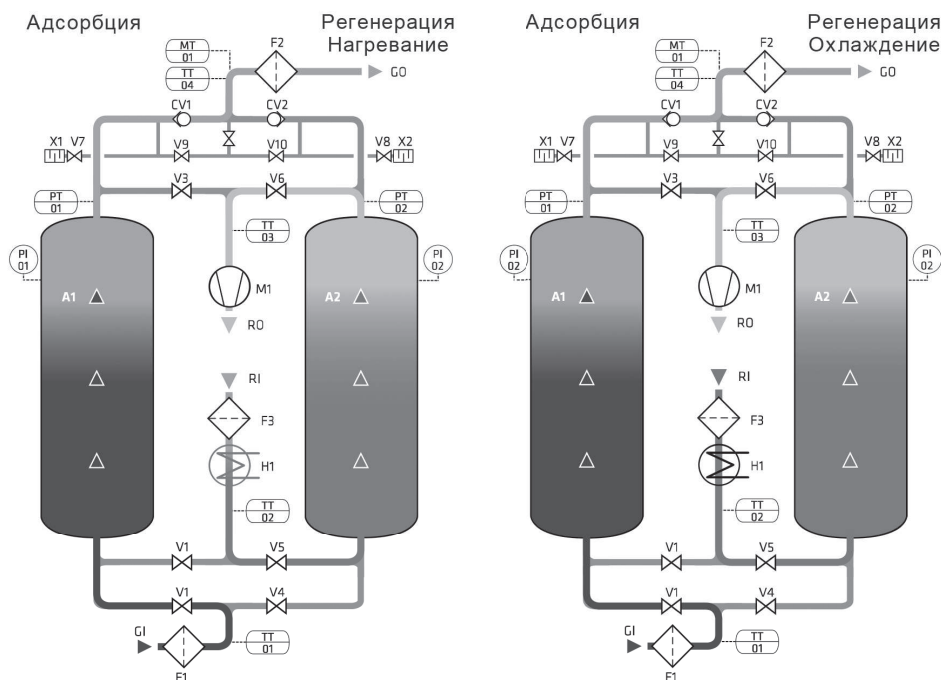 Адсорбция
Регенерация
Нагревание
MT
01
TT
04
F2
GO
CV1
CV2
X1 V7
V9
V10
V8 X2
V3
V6
PT
01
PT
02
TT
03
PI
01
PI
02
A1
A2
M1
RO
RI
F3
H1
TT
02
V1
V5
V1
V4
GI
TT
01
F1
Адсорбция
Регенерация
Охлаждение
MT
01
TT
04
F2
GO
CV1
CV2
X1 V7
V9
V10
V8 X2
V3
V6
PT
01
PT
02
TT
03
PI
02
PI
02
A1
A2
M1
RO
RI
F3
H1
TT
02
V1
V5
V1
V4
GI
TT
01
F1